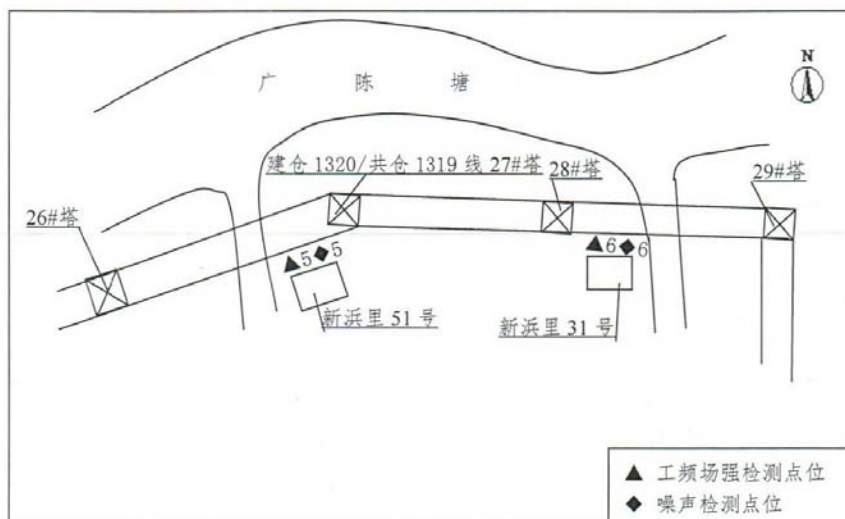 N
广 陈 塘
建仓 1320/共仓 1319 线 27#塔
28#塔
29#塔
26#塔
▲5◆5
▲6◆6
新浜里 51 号
新浜里 31 号
▲ 工频场强检测点位
◆ 噪声检测点位